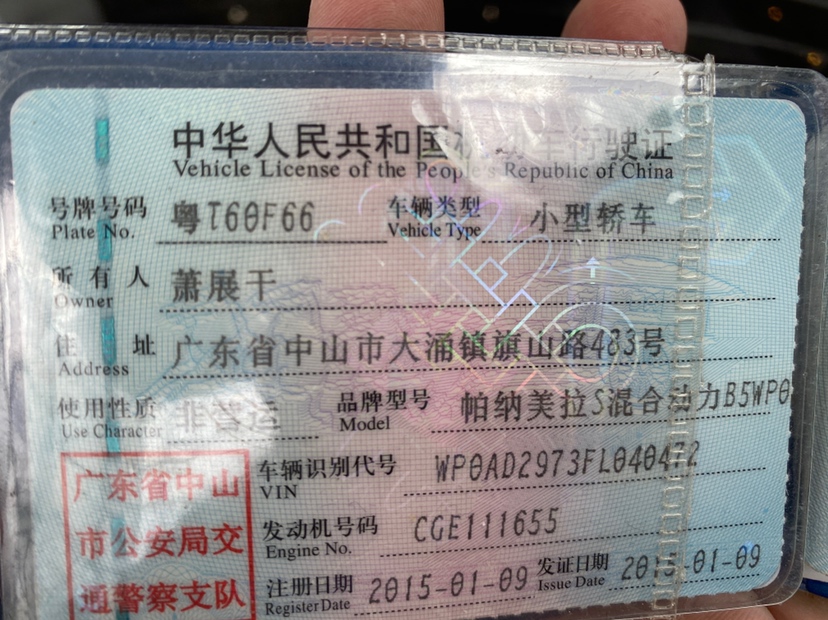 中华人民共和国机动车行驶证
Vehicle License of the People's Republic of China
号牌号码 粤T60F66 车辆类型 小型轿车
Plate No. Vehicle Type
所有人 萧展干
Owner
住址 广东省中山市大涌镇旗山路483号
Address
使用性质 非营运 品牌型号 帕纳美拉S混合动力B5WP0
Use Character Model
广东省中山 车辆识别代号 WP0AD2973FL040472
VIN
市公安局交 发动机号码 CGE111655
Engine No.
通警察支队 注册日期 2015-01-09 发证日期 2015-01-09
Register Date Issue Date